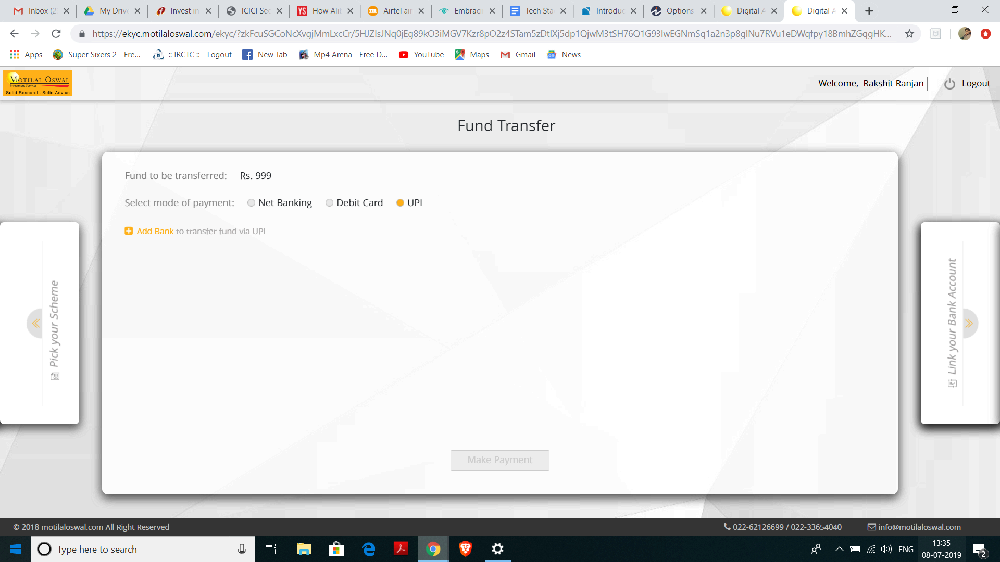 Inbox (2
My Drive
Invest in
ICICI Sec
YS How Alib
Airtel air
Embraci
Tech Sta
Introduc
Options
Digital A
Digital A
https://ekyc.motilaloswal.com/ekyc/?
Apps
Super Sixers 2 - Fre...
:: IRCTC :: - Logout
New Tab
Mp4 Arena - Free D...
YouTube
Maps
Gmail
News
MOTILAL OSWAL
Investment Services
Solid Research. Solid Advice
Welcome, Rakshit Ranjan
Logout
Fund Transfer
Fund to be transferred: Rs. 999
Select mode of payment: Net Banking Debit Card UPI
Add Bank to transfer fund via UPI
Pick your Scheme
Link your Bank Account
Make Payment
© 2018 motilaloswal.com All Right Reserved
022-62126699 / 022-33654040
info@motilaloswal.com
Type here to search
ENG
13:35
08-07-2019
2